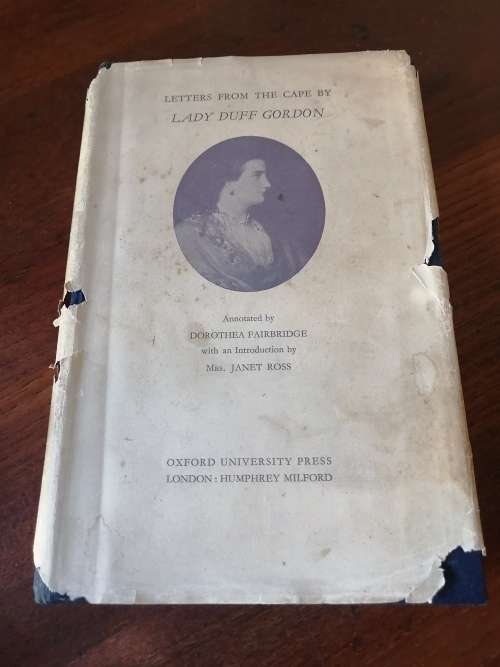 LETTERS FROM THE CAPE BY
LADY DUFF GORDON
Annotated by
DOROTHEA FAIRBRIDGE
with an Introduction by
Mrs. JANET ROSS
OXFORD UNIVERSITY PRESS
LONDON : HUMPHREY MILFORD